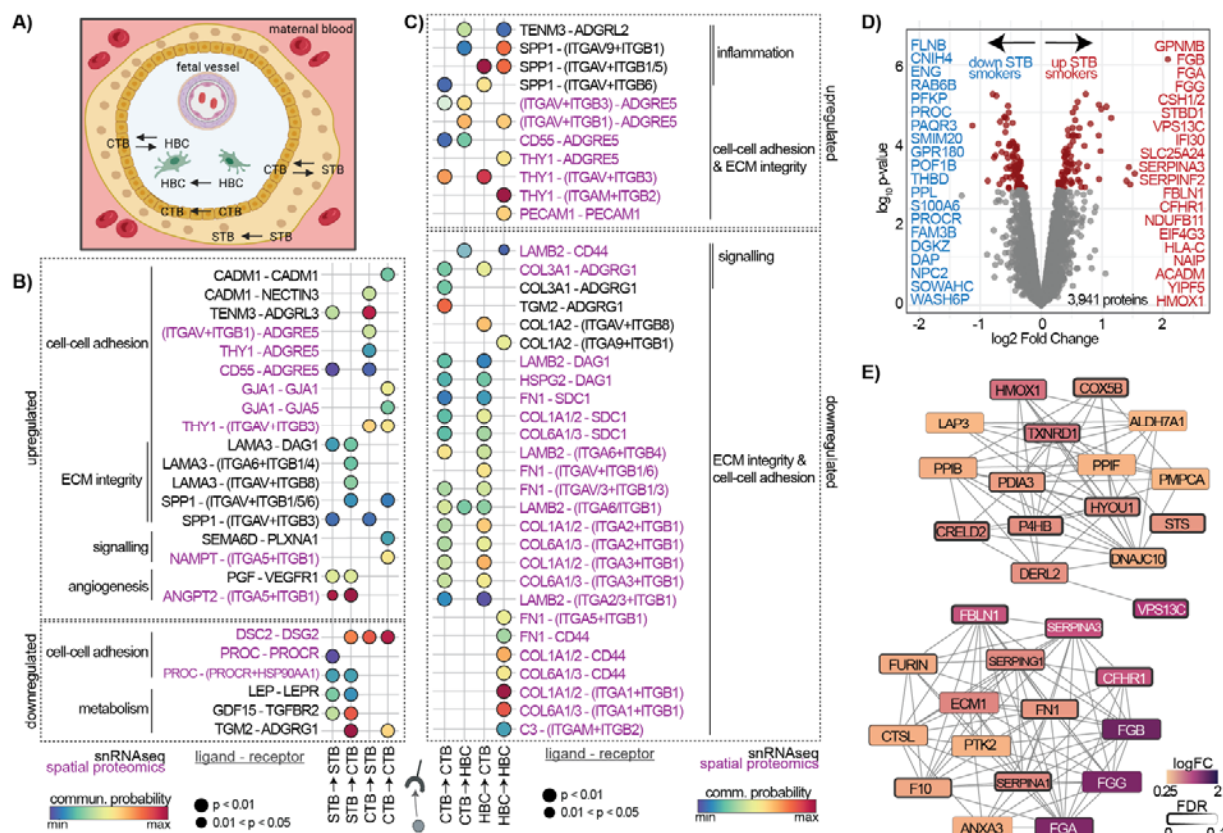 A)
maternal blood
fetal vessel
CTB
HBC
CTB
STB
HBC
HBC
CTB
CTB
STB
STB
B)
upregulated
cell-cell adhesion
CADM1 - CADM1
CADM1 - NECTIN3
TENM3 - ADGRL3
(ITGAV+ITGB1) - ADGRE5
THY1 - ADGRE5
CD55 - ADGRE5
GJA1 - GJA1
GJA1 - GJA5
THY1 - (ITGAV+ITGB3)
ECM integrity
LAMA3 - DAG1
LAMA3 - (ITGA6+ITGB1/4)
LAMA3 - (ITGAV+ITGB8)
SPP1 - (ITGAV+ITGB1/5/6)
SPP1 - (ITGAV+ITGB3)
signalling
SEMA6D - PLXNA1
NAMPT - (ITGA5+ITGB1)
angiogenesis
PGF - VEGFR1
ANGPT2 - (ITGA5+ITGB1)
downregulated
cell-cell adhesion
DSC2 - DSG2
PROC - PROCR
PROC - (PROCR+HSP90AA1)
metabolism
LEP - LEPR
GDF15 - TGFBR2
TGM2 - ADGRG1
snRNAseq
spatial proteomics
ligand - receptor
commun. probability
min max
p < 0.01
0.01 < p < 0.05
STB→STB
STB→CTB
CTB→STB
CTB→CTB
C)
upregulated
inflammation
TENM3 - ADGRL2
SPP1 - (ITGAV9+ITGB1)
SPP1 - (ITGAV+ITGB1/5)
SPP1 - (ITGAV+ITGB6)
cell-cell adhesion
& ECM integrity
(ITGAV+ITGB3) - ADGRE5
(ITGAV+ITGB1) - ADGRE5
CD55 - ADGRE5
THY1 - ADGRE5
THY1 - (ITGAV+ITGB3)
THY1 - (ITGAM+ITGB2)
PECAM1 - PECAM1
downregulated
signalling
LAMB2 - CD44
COL3A1 - ADGRG1
COL3A1 - ADGRG1
TGM2 - ADGRG1
COL1A2 - (ITGAV+ITGB8)
COL1A2 - (ITGA9+ITGB1)
ECM integrity &
cell-cell adhesion
LAMB2 - DAG1
HSPG2 - DAG1
FN1 - SDC1
COL1A1/2 - SDC1
COL6A1/3 - SDC1
LAMB2 - (ITGA6+ITGB4)
FN1 - (ITGAV+ITGB1/6)
FN1 - (ITGAV/3+ITGB1/3)
LAMB2 - (ITGA6/ITGB1)
COL1A1/2 - (ITGA2+ITGB1)
COL6A1/3 - (ITGA2+ITGB1)
COL1A1/2 - (ITGA3+ITGB1)
COL6A1/3 - (ITGA3+ITGB1)
LAMB2 - (ITGA2/3+ITGB1)
FN1 - (ITGA5+ITGB1)
FN1 - CD44
COL1A1/2 - CD44
COL6A1/3 - CD44
COL1A1/2 - (ITGA1+ITGB1)
COL6A1/3 - (ITGA1+ITGB1)
C3 - (ITGAM+ITGB2)
CTB→CTB
CTB→HBC
HBC→CTB
HBC→HBC
ligand - receptor
p < 0.01
0.01 < p < 0.05
snRNAseq
spatial proteomics
comm. probability
min max
D)
FLNB
CNIH4
ENG
RAB6B
PFKP
PROC
PAQR3
SMIM20
GPR180
POF1B
THBD
PPL
S100A6
PROCR
FAM3B
DGKZ
DAP
NPC2
SOWAHC
WASH6P
down STB
smokers
up STB
smokers
GPNMB
FGB
FGA
FGG
CSH1/2
STBD1
VPS13C
IFI30
SLC25A24
SERPINA3
SERPINF2
FBLN1
CFHR1
NDUFB11
EIF4G3
HLA-C
NAIP
ACADM
YIPF5
HMOX1
log10 p-value
6
4
2
0
3,941 proteins
-2 -1 0 1 2
log2 Fold Change
E)
HMOX1
COX5B
LAP3
TXNRD1
ALDH7A1
PPIB
PPIF
PDIA3
PMPCA
HYOU1
CRELD2
P4HB
STS
DNAJC10
DERL2
VPS13C
FBLN1
SERPINA3
FURIN
SERPING1
CFHR1
ECM1
FN1
FGB
CTSL
PTK2
FGG
F10
SERPINA1
ANXA3
FGA
logFC
0.25 2
FDR
0